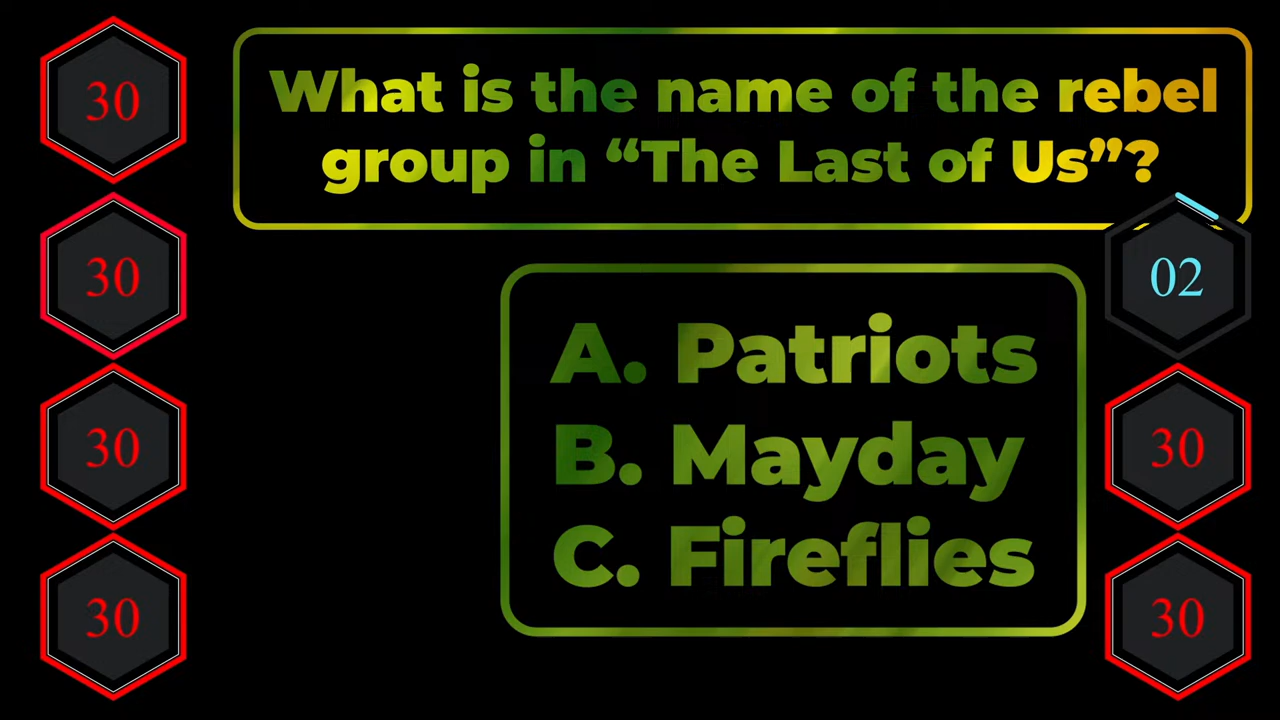 What is the name of the rebel
group in “The Last of Us”?
30
30
30
30
A. Patriots
B. Mayday
C. Fireflies
02
30
30